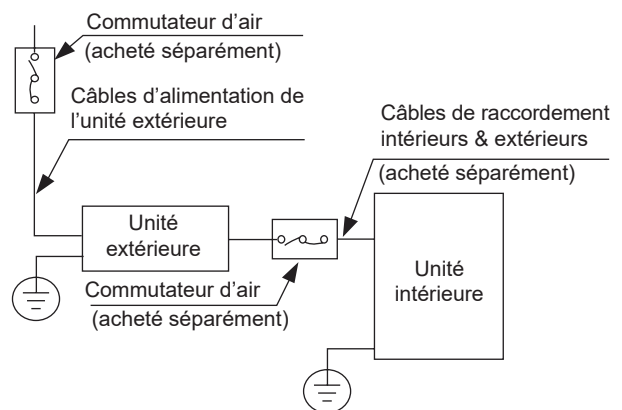 Commutateur d'air
(acheté séparément)
Câbles d'alimentation de
l'unité extérieure
Câbles de raccordement
intérieurs & extérieurs
(acheté séparément)
Unité
extérieure
Unité
intérieure
Commutateur d'air
(acheté séparément)